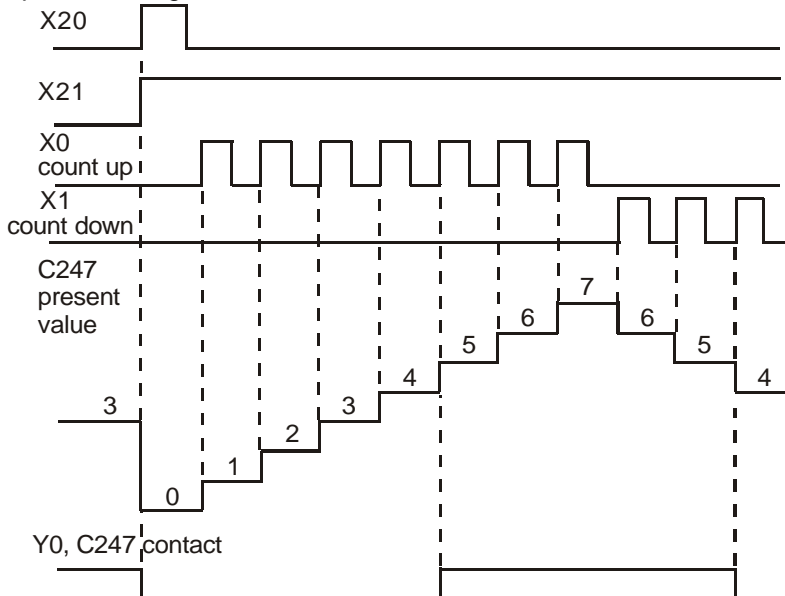 X20
X21
X0
count up
X1
count down
C247
present
value
7
6
6
5
5
4
4
3
3
2
1
0
Y0, C247 contact